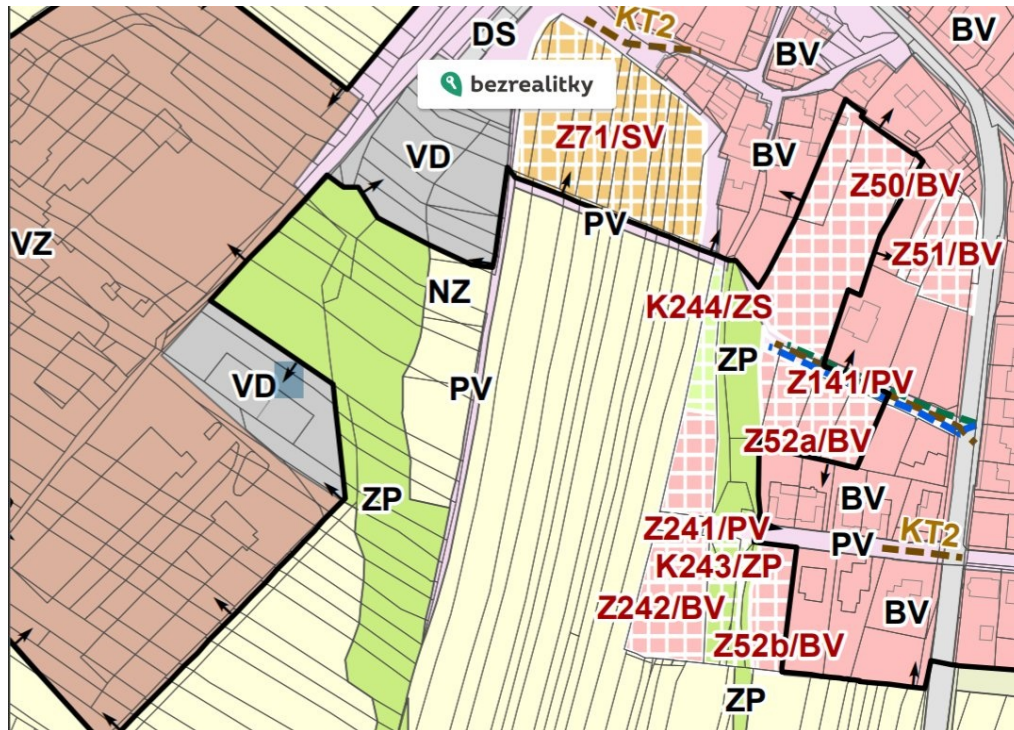 KT2
DS
BV
BV
bezrealitky
Z71/SV
VD
BV
Z50/BV
PV
VZ
Z51/BV
NZ
K244/ZS
ZP
VD
PV
Z141/PV
Z52a/BV
ZP
BV
Z241/PV
PV
KT2
K243/ZP
Z242/BV
BV
Z52b/BV
ZP